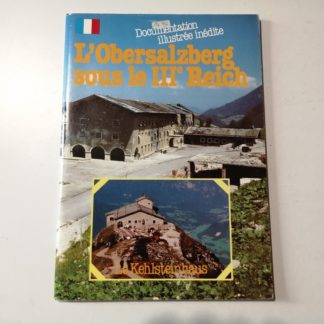 Documentation
illustrée inédite
L'Obersalzberg
sous le IIIe Reich
Le Kehlsteinhaus